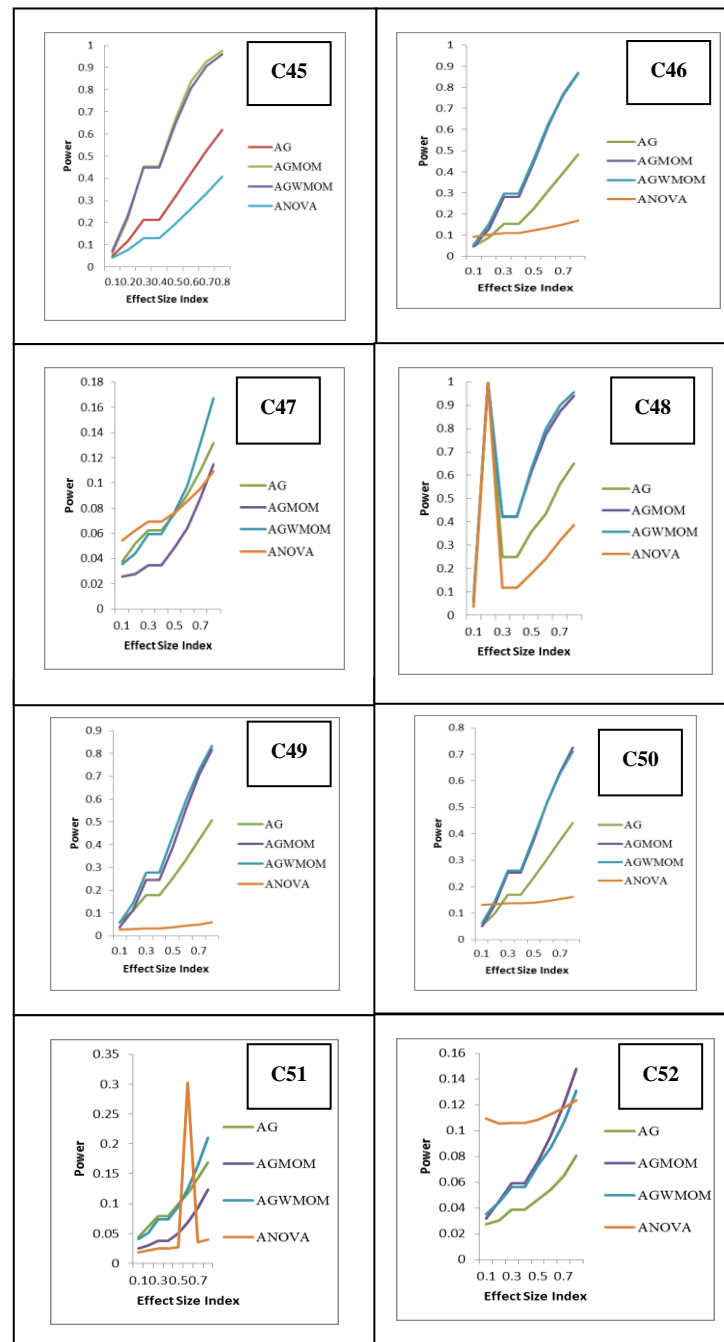 C45
1
0.9
0.8
0.7
0.6
0.5
0.4
0.3
0.2
0.1
0
Power
0.10.20.30.40.50.60.70.8
Effect Size Index
AG
AGMOM
AGWMOM
ANOVA
C46
1
0.9
0.8
0.7
0.6
0.5
0.4
0.3
0.2
0.1
0
Power
0.1 0.3 0.5 0.7
Effect Size Index
AG
AGMOM
AGWMOM
ANOVA
C47
0.18
0.16
0.14
0.12
0.1
0.08
0.06
0.04
0.02
0
Power
0.1 0.3 0.5 0.7
Effect Size Index
AG
AGMOM
AGWMOM
ANOVA
C48
1
0.9
0.8
0.7
0.6
0.5
0.4
0.3
0.2
0.1
0
Power
0.1 0.3 0.5 0.7
Effect Size Index
AG
AGMOM
AGWMOM
ANOVA
C49
0.9
0.8
0.7
0.6
0.5
0.4
0.3
0.2
0.1
0
Power
0.1 0.3 0.5 0.7
Effect Size Index
AG
AGMOM
AGWMOM
ANOVA
C50
0.8
0.7
0.6
0.5
0.4
0.3
0.2
0.1
0
Power
0.1 0.3 0.5 0.7
Effect Size Index
AG
AGMOM
AGWMOM
ANOVA
C51
0.35
0.3
0.25
0.2
0.15
0.1
0.05
0
Power
0.10.30.50.7
Effect Size Index
AG
AGMOM
AGWMOM
ANOVA
C52
0.16
0.14
0.12
0.1
0.08
0.06
0.04
0.02
0
Power
0.1 0.3 0.5 0.7
Effect Size Index
AG
AGMOM
AGWMOM
ANOVA